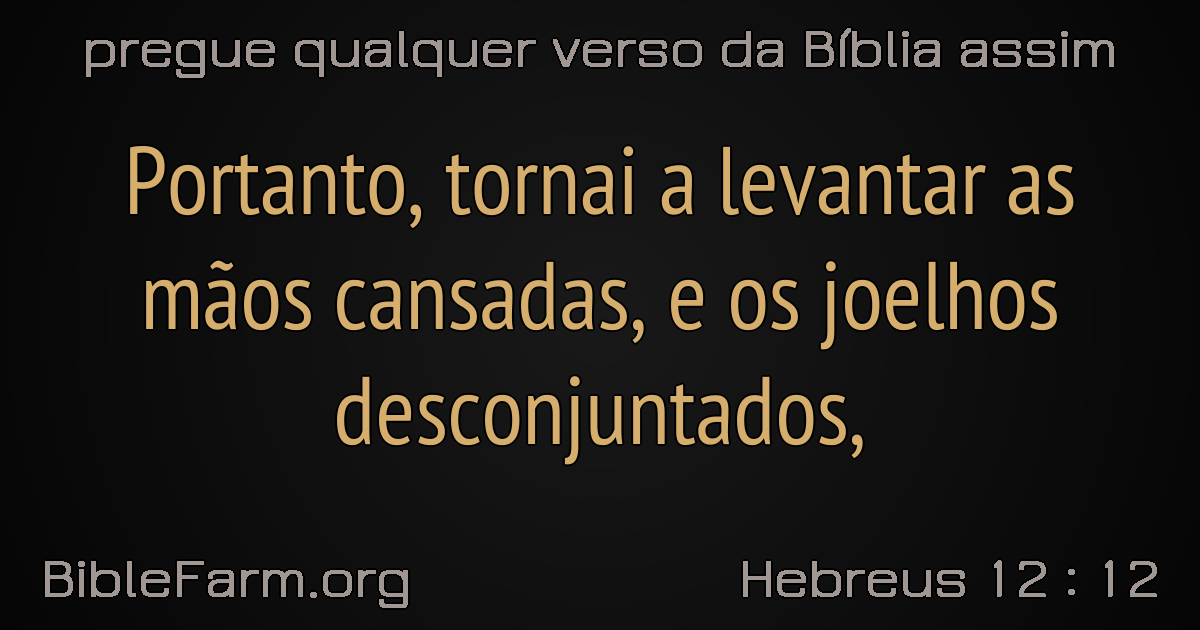 pregue qualquer verso da Bíblia assim
Portanto, tornai a levantar as
mãos cansadas, e os joelhos
desconjuntados,
BibleFarm.org
Hebreus 12 : 12